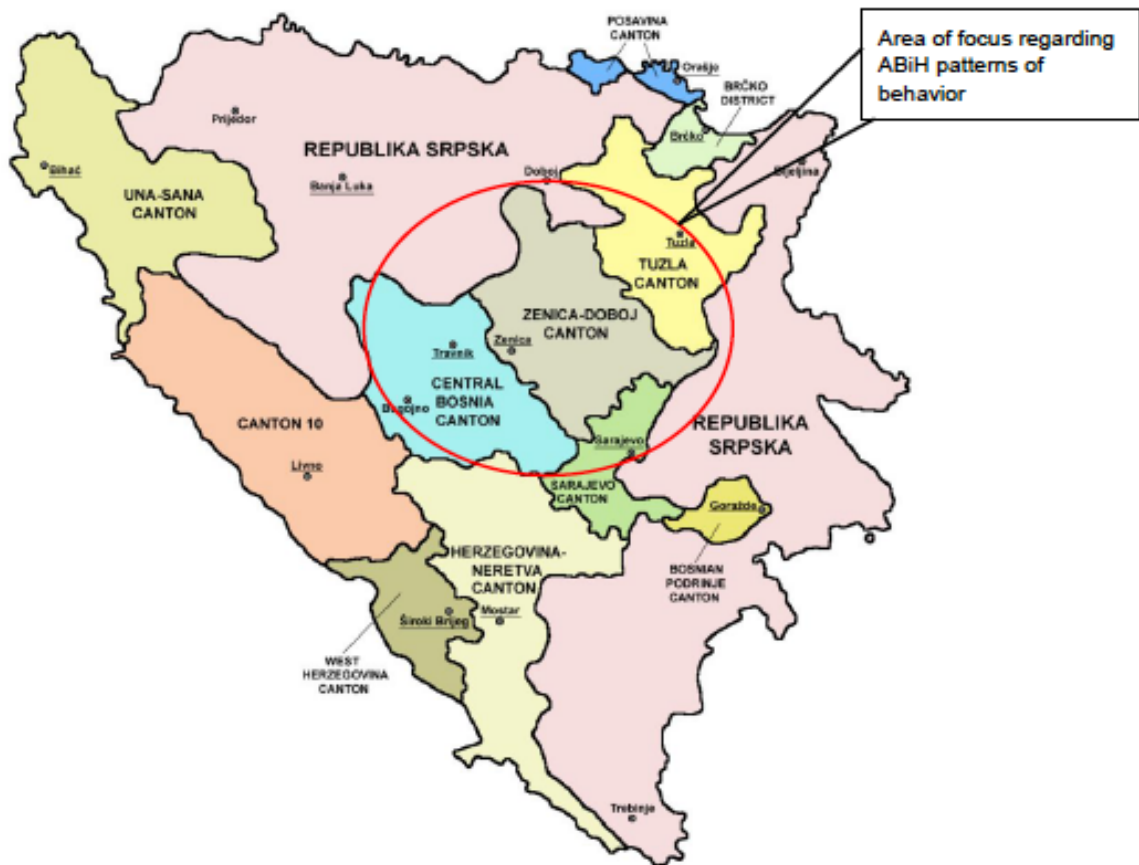 Area of focus regarding
ABiH patterns of
behavior
POSAVINA
CANTON
Orašje
BRČKO
DISTRICT
Brčko
Prijedor
REPUBLIKA SRPSKA
Doboj
Bijeljina
Bihać
Banja Luka
UNA-SANA
CANTON
Tuzla
TUZLA
CANTON
ZENICA-DOBOJ
CANTON
Zenica
Travnik
CENTRAL
BOSNIA
CANTON
Bugojno
CANTON 10
Livno
REPUBLIKA
SRPSKA
Sarajevo
SARAJEVO
CANTON
Goražde
BOSNIAN
PODRINJE
CANTON
HERZEGOVINA-
NERETVA
CANTON
Široki Brijeg
Mostar
WEST
HERZEGOVINA
CANTON
Trebinje